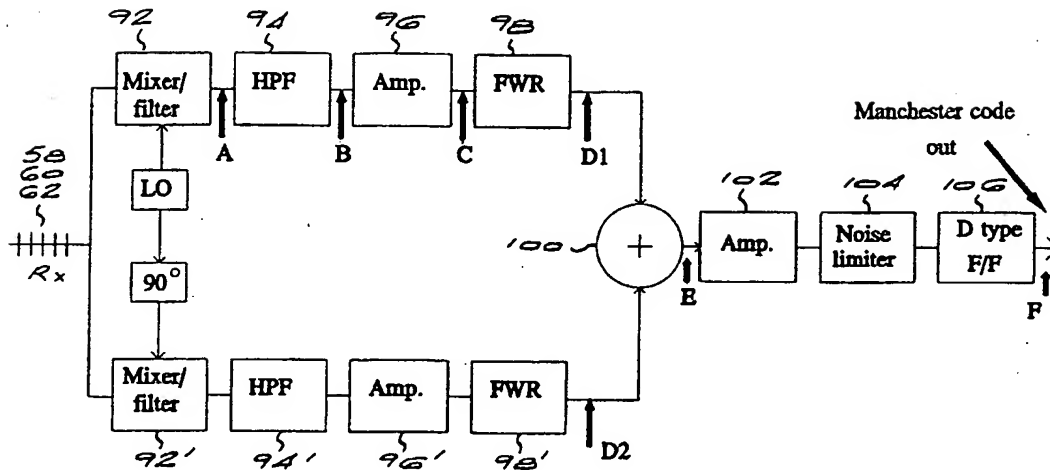 92
94
96
98
Mixer/
filter
HPF
Amp.
FWR
A
B
C
D1
Manchester code
out
58
60
62
Rx
LO
90°
100
+
102
104
106
Amp.
Noise
limiter
D type
F/F
E
F
Mixer/
filter
HPF
Amp.
FWR
D2
92'
94'
96'
98'